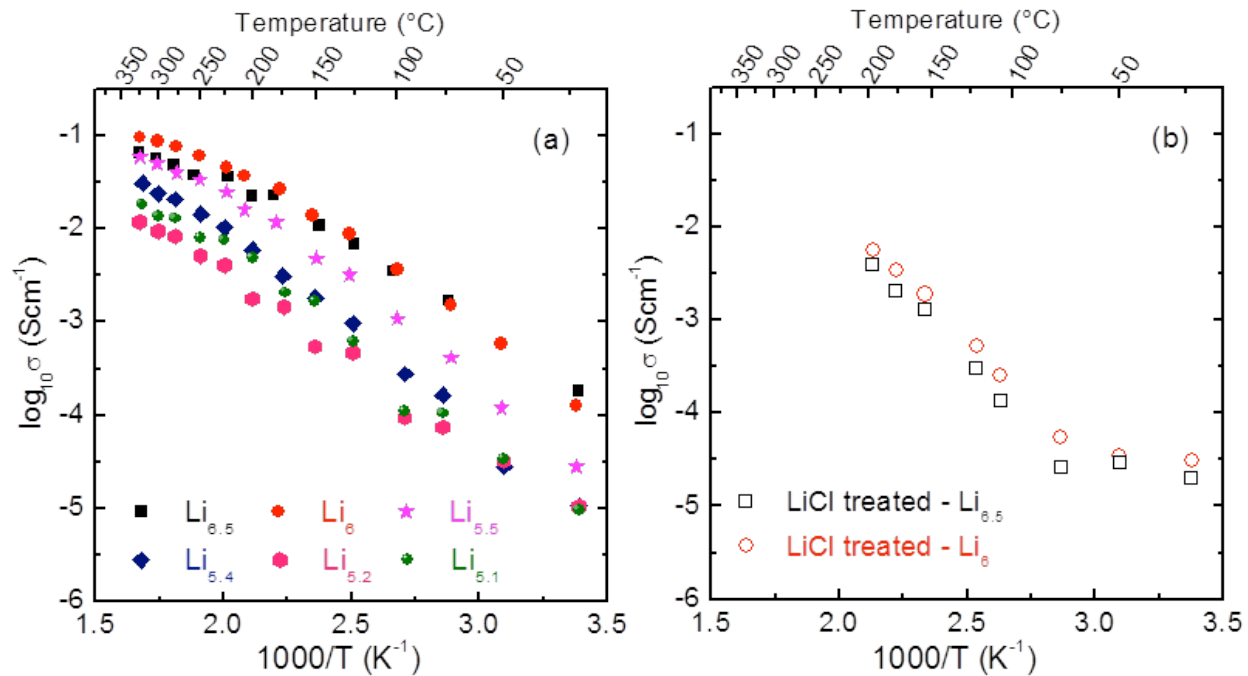 Temperature (°C)
350 300 250 200 150 100 50
-1
-2
-3
-4
-5
-6
log₁₀σ (Scm⁻¹)
(a)
Li₆.₅ Li₆ Li₅.₅
Li₅.₄ Li₅.₂ Li₅.₁
1.5 2.0 2.5 3.0 3.5
1000/T (K⁻¹)
Temperature (°C)
350 300 250 200 150 100 50
-1
-2
-3
-4
-5
-6
log₁₀σ (Scm⁻¹)
(b)
LiCl treated - Li₆.₅
LiCl treated - Li₆
1.5 2.0 2.5 3.0 3.5
1000/T (K⁻¹)